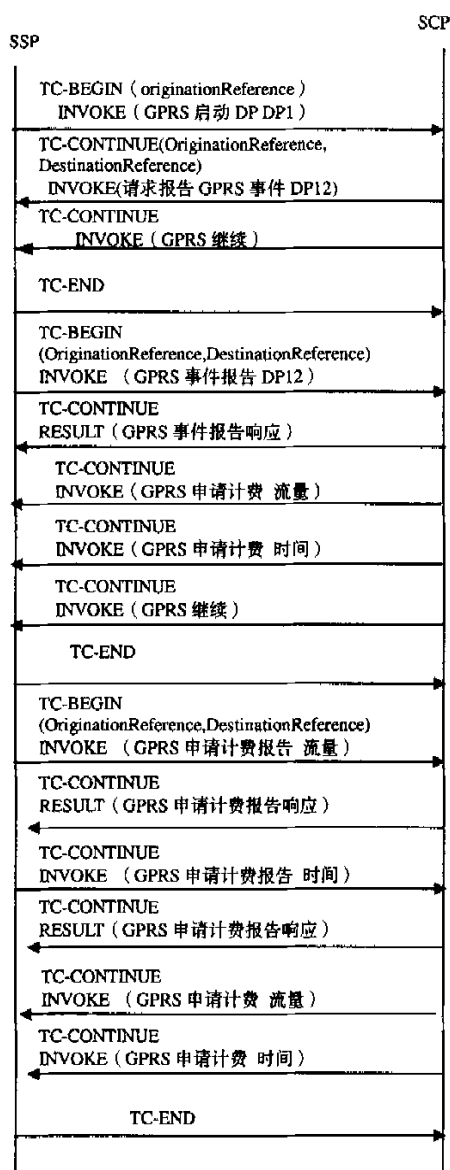 SCP
SSP
TC-BEGIN（originationReference）
INVOKE（GPRS 启动 DP DP1）
TC-CONTINUE(OriginationReference,
DestinationReference)
INVOKE(请求报告 GPRS 事件 DP12)
TC-CONTINUE
INVOKE（GPRS 继续）
TC-END
TC-BEGIN
(OriginationReference,DestinationReference)
INVOKE （GPRS 事件报告 DP12）
TC-CONTINUE
RESULT（GPRS 事件报告响应）
TC-CONTINUE
INVOKE（GPRS 申请计费 流量）
TC-CONTINUE
INVOKE（GPRS 申请计费 时间）
TC-CONTINUE
INVOKE（GPRS 继续）
TC-END
TC-BEGIN
(OriginationReference,DestinationReference)
INVOKE （GPRS 申请计费报告 流量）
TC-CONTINUE
RESULT（GPRS 申请计费报告响应）
TC-CONTINUE
INVOKE （GPRS 申请计费报告 时间）
TC-CONTINUE
RESULT（GPRS 申请计费报告响应）
TC-CONTINUE
INVOKE （GPRS 申请计费 流量）
TC-CONTINUE
INVOKE（GPRS 申请计费 时间）
TC-END